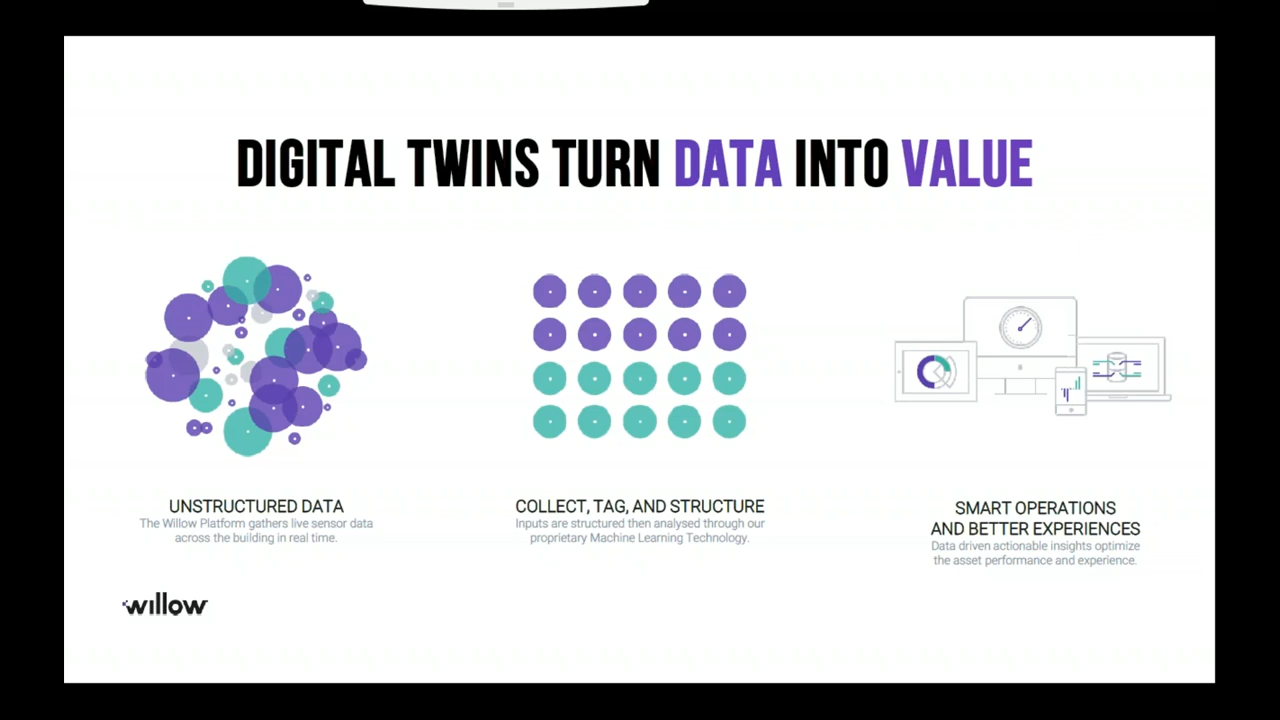 DIGITAL TWINS TURN DATA INTO VALUE
UNSTRUCTURED DATA
The Willow Platform gathers live sensor data
across the building in real time.
COLLECT, TAG, AND STRUCTURE
Inputs are structured then analysed through our
proprietary Machine Learning Technology.
SMART OPERATIONS
AND BETTER EXPERIENCES
Data driven actionable insights optimize
the asset performance and experience.
willow